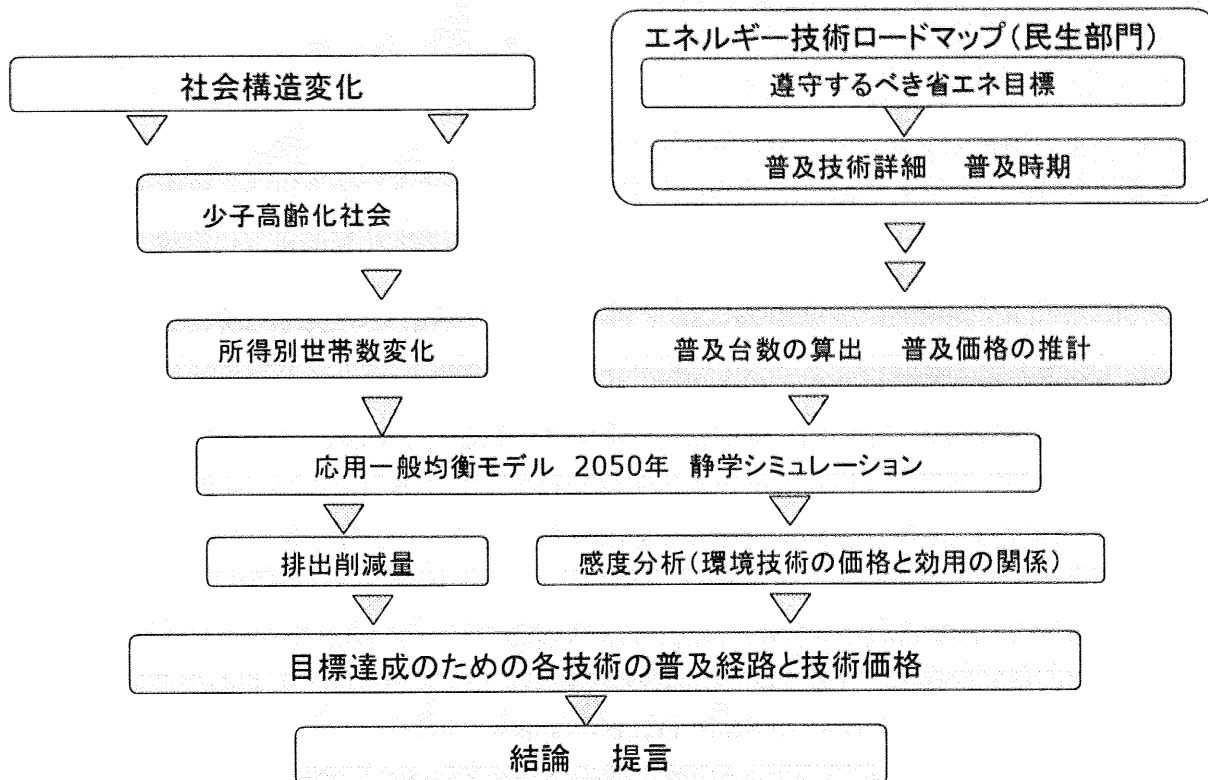 社会構造変化
少子高齢化社会
所得別世帯数変化
エネルギー技術ロードマップ(民生部門)
遵守するべき省エネ目標
普及技術詳細 普及時期
普及台数の算出 普及価格の推計
応用一般均衡モデル 2050年 静学シミュレーション
排出削減量
感度分析(環境技術の価格と効用の関係)
目標達成のための各技術の普及経路と技術価格
結論 提言